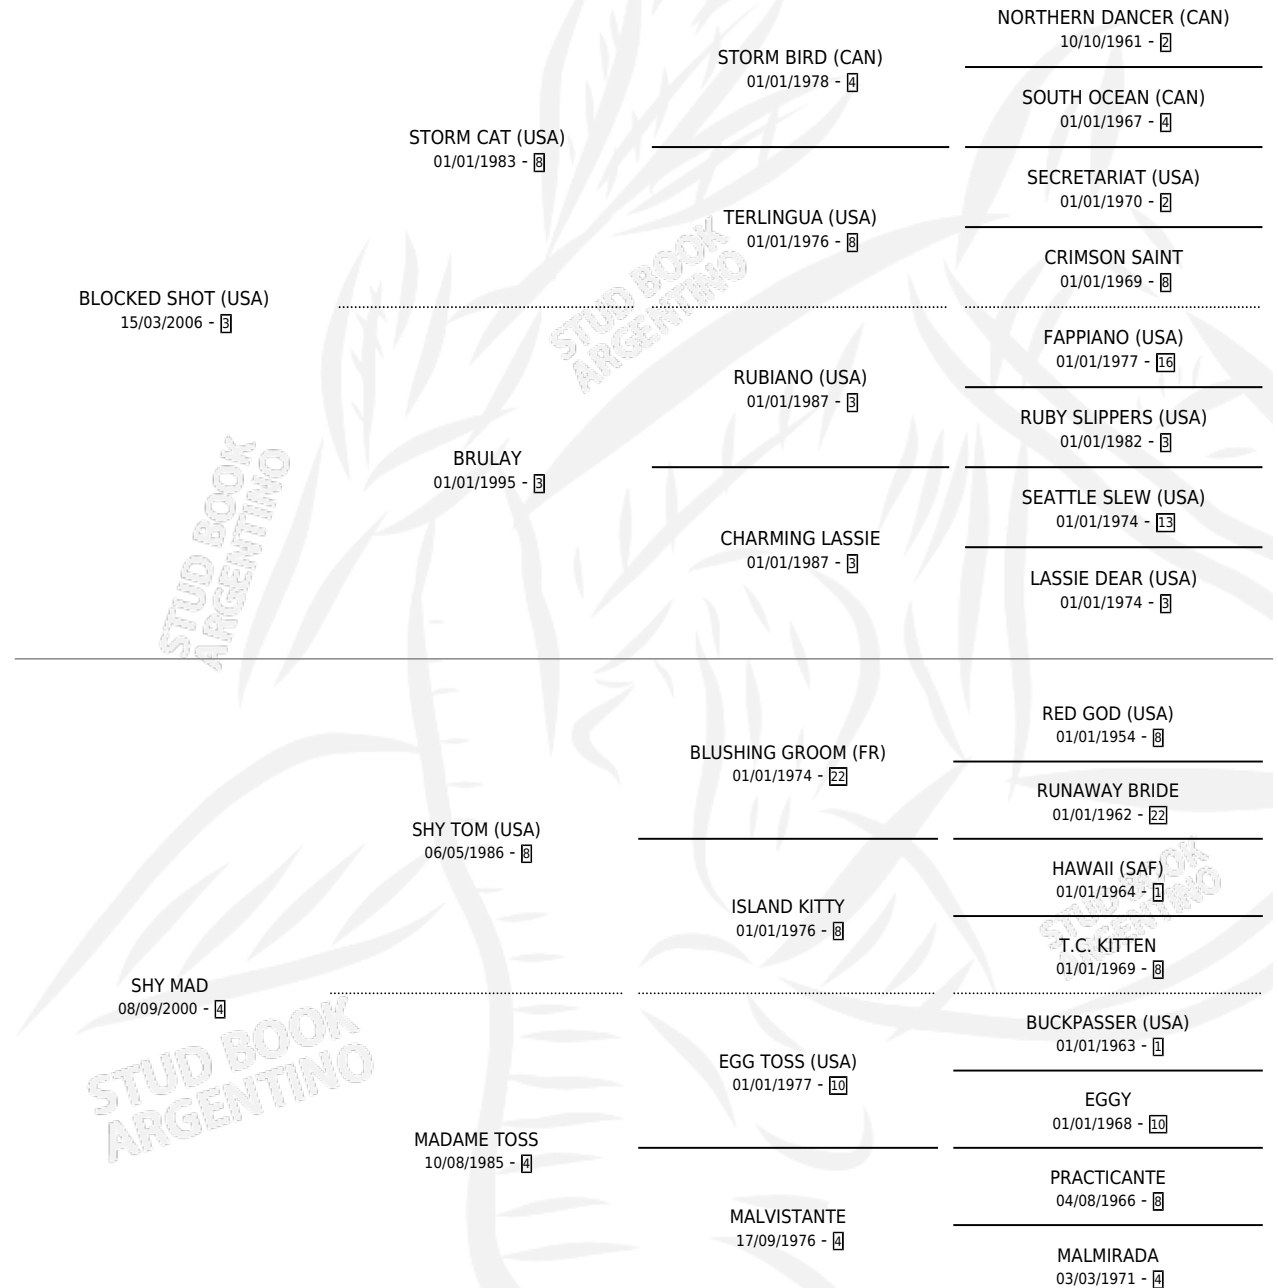 NORTHERN DANCER (CAN)
10/10/1961 - 2
STORM BIRD (CAN)
01/01/1978 - 4
SOUTH OCEAN (CAN)
01/01/1967 - 4
STORM CAT (USA)
01/01/1983 - 8
SECRETARIAT (USA)
01/01/1970 - 2
TERLINGUA (USA)
01/01/1976 - 8
CRIMSON SAINT
01/01/1969 - 8
BLOCKED SHOT (USA)
15/03/2006 - 3
STUD BOOK
ARGENTINO
FAPPIANO (USA)
01/01/1977 - 16
RUBIANO (USA)
01/01/1987 - 3
RUBY SLIPPERS (USA)
01/01/1982 - 3
BRULAY
01/01/1995 - 3
SEATTLE SLEW (USA)
01/01/1974 - 13
CHARMING LASSIE
01/01/1987 - 3
LASSIE DEAR (USA)
01/01/1974 - 3
STUD BOOK
ARGENTINO
RED GOD (USA)
01/01/1954 - 8
BLUSHING GROOM (FR)
01/01/1974 - 22
RUNAWAY BRIDE
01/01/1962 - 22
SHY TOM (USA)
06/05/1986 - 8
HAWAII (SAF)
01/01/1964 - 1
ISLAND KITTY
01/01/1976 - 8
T.C. KITTEN
01/01/1969 - 8
STUD BOOK
ARGENTINO
SHY MAD
08/09/2000 - 4
BUCKPASSER (USA)
01/01/1963 - 1
EGG TOSS (USA)
01/01/1977 - 10
EGGY
01/01/1968 - 10
STUD BOOK
ARGENTINO
MADAME TOSS
10/08/1985 - 4
PRACTICANTE
04/08/1966 - 8
MALVISTANTE
17/09/1976 - 4
MALMIRADA
03/03/1971 - 4